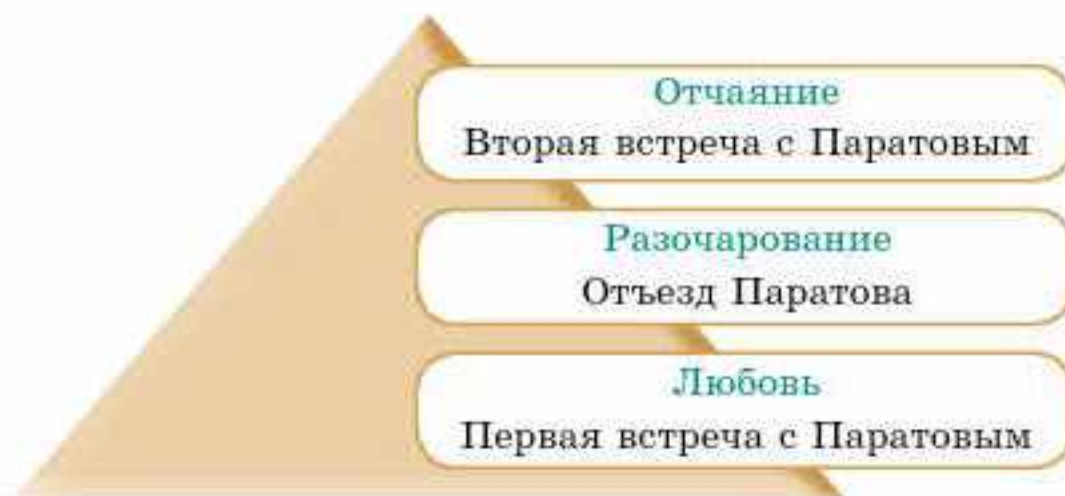 Отчаяние
Вторая встреча с Паратовым
Разочарование
Отъезд Паратова
Любовь
Первая встреча с Паратовым